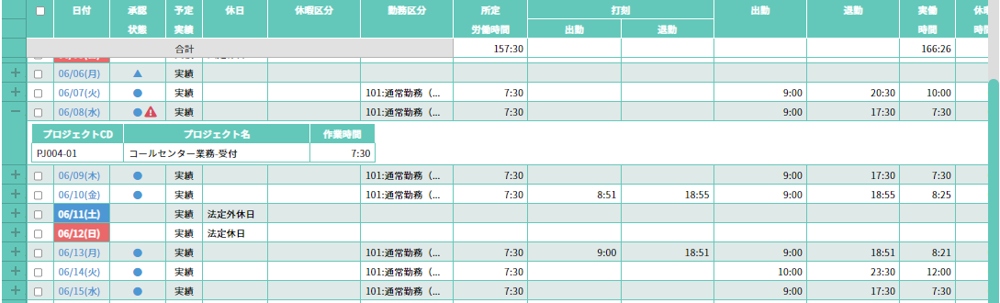 日付 承認 予定 休日 休暇区分 勤務区分 所定 打刻 出勤 退勤 実働
状態 実績 労働時間 出勤 退勤 時間
合計 157:30 166:26
06/06(月) 実績
06/07(火) 実績 101:通常勤務（... 7:30 9:00 20:30 10:00
06/08(水) 実績 101:通常勤務（... 7:30 9:00 17:30 7:30
プロジェクトCD プロジェクト名 作業時間
PJ004-01 コールセンター業務-受付 7:30
06/09(木) 実績 101:通常勤務（... 7:30 9:00 17:30 7:30
06/10(金) 実績 101:通常勤務（... 7:30 8:51 18:55 9:00 18:55 8:25
06/11(土) 実績 法定外休日
06/12(日) 実績 法定休日
06/13(月) 実績 101:通常勤務（... 7:30 9:00 18:51 9:00 18:51 8:21
06/14(火) 実績 101:通常勤務（... 7:30 10:00 23:30 12:00
06/15(水) 実績 101:通常勤務（... 7:30 9:00 17:30 7:30